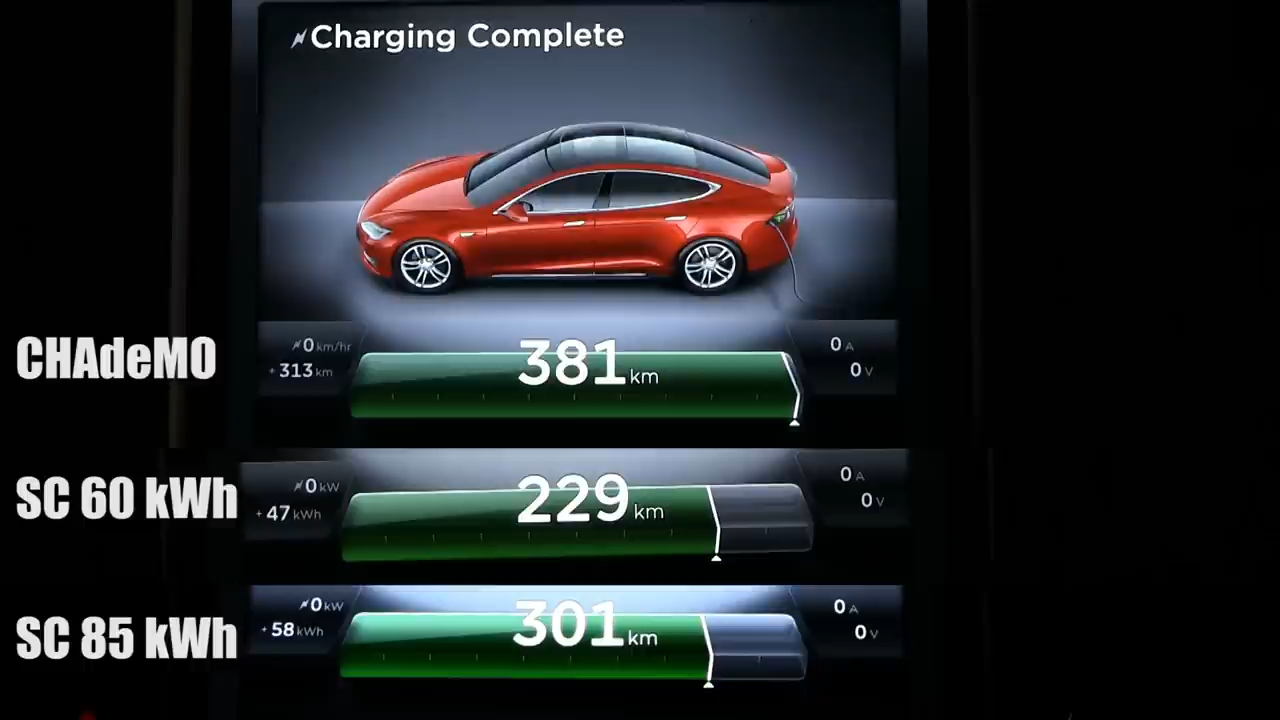 Charging Complete
CHAdeMO
0 km/hr
+ 313 km
381 km
0 A
0 V
SC 60 kWh
0 kW
+ 47 kWh
229 km
0 A
0 V
SC 85 kWh
0 kW
+ 58 kWh
301 km
0 A
0 V